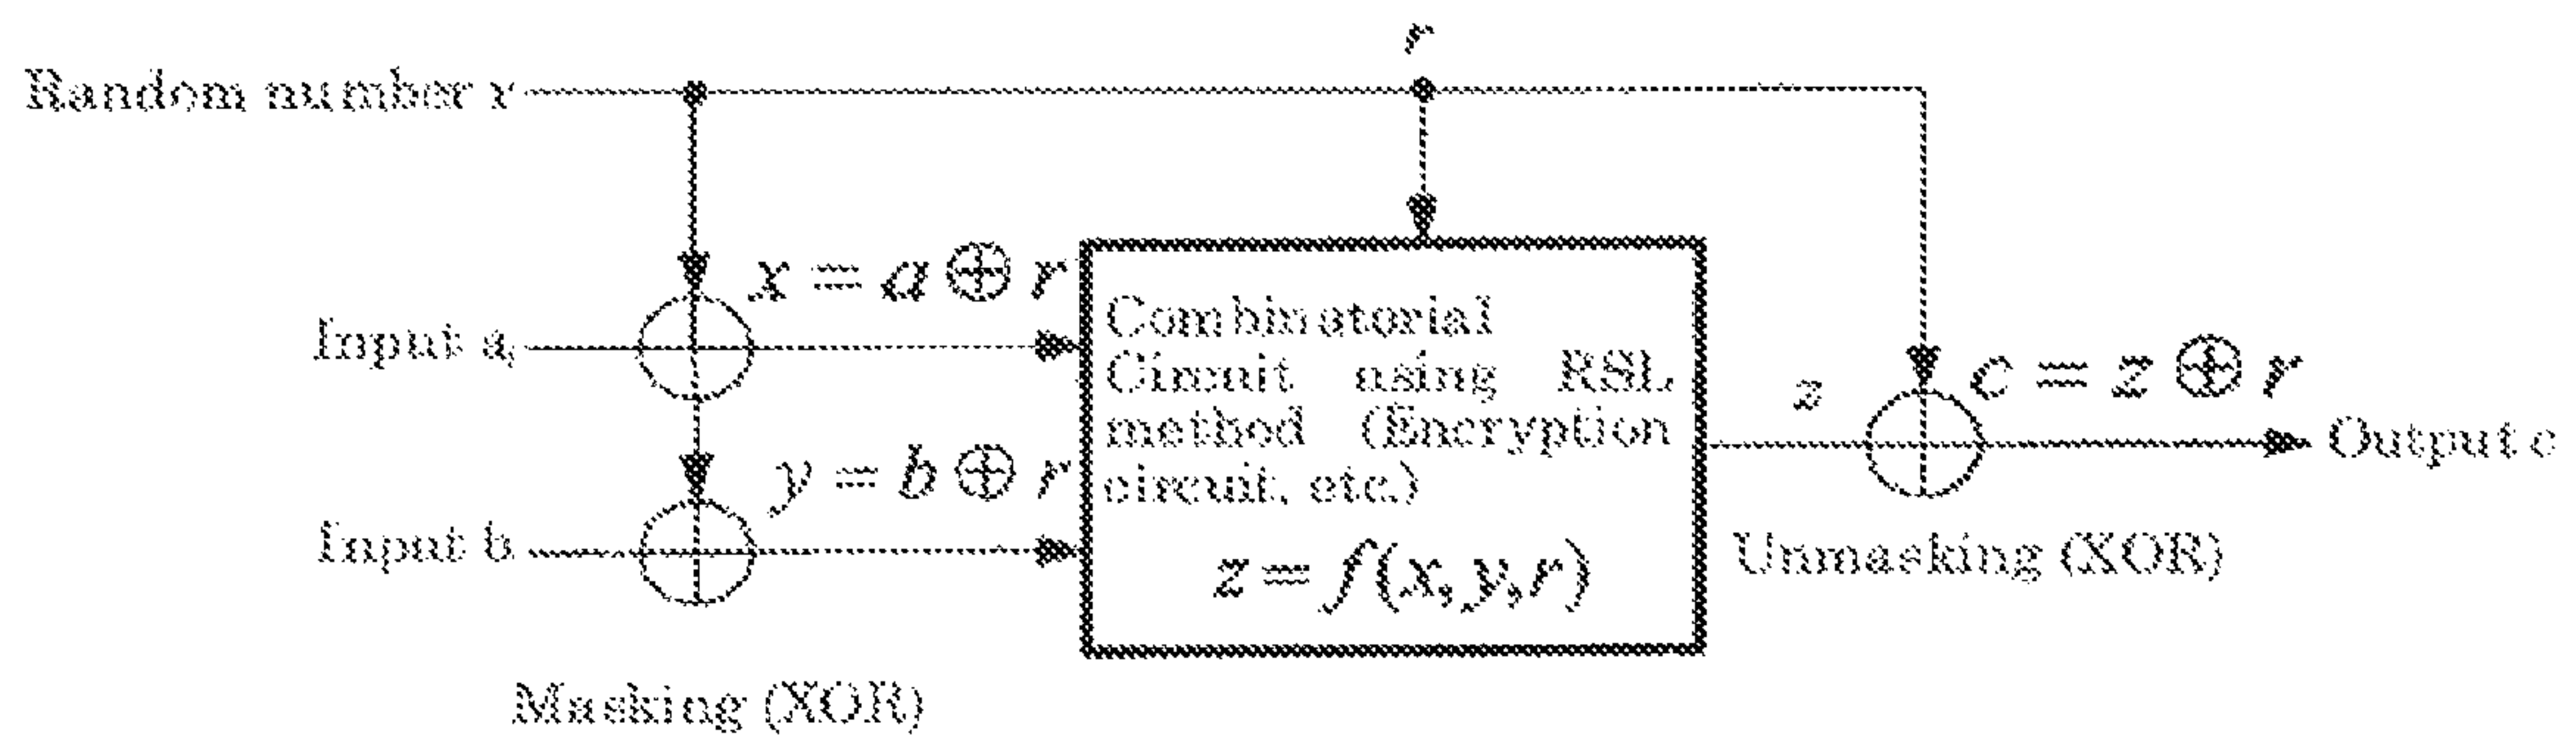 r
Random number r
x = a ⊕ r
Input a
Combinatorial
Circuit using RSL
method (Encryption
circuit, etc.)
z = f(x, y, r)
y = b ⊕ r
Input b
z
c = z ⊕ r
Output c
Unmasking (XOR)
Masking (XOR)